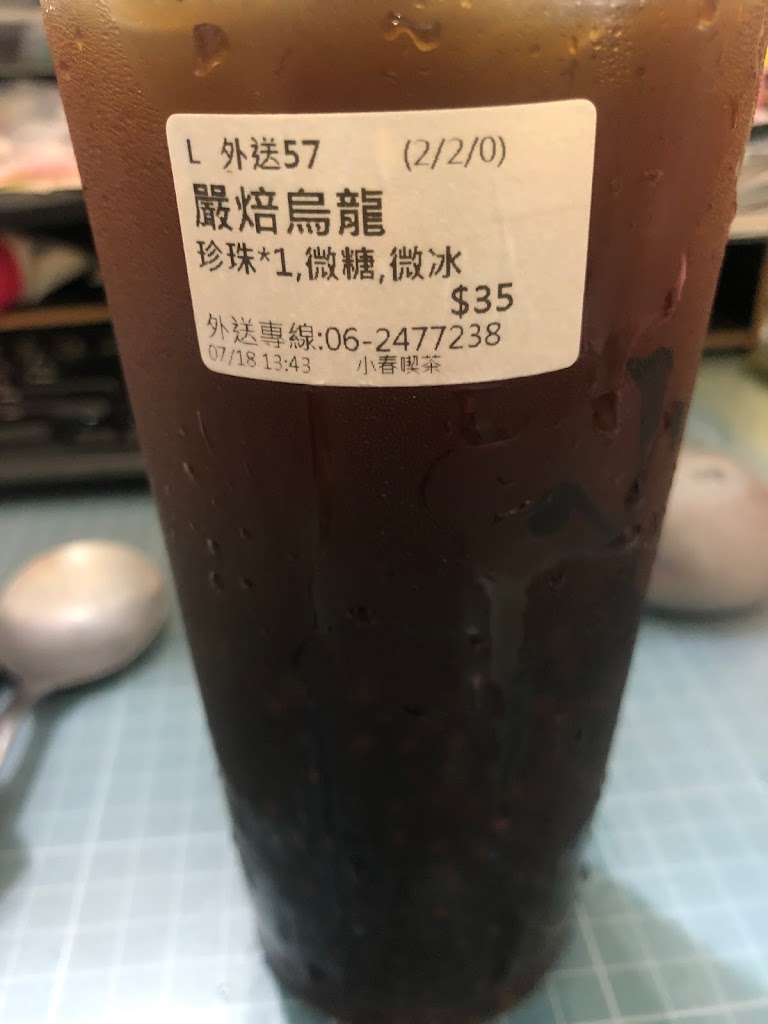 L 外送57 (2/2/0)
嚴焙烏龍
珍珠*1,微糖,微冰
$35
外送專線:06-2477238
07/18 13:43 小春喫茶